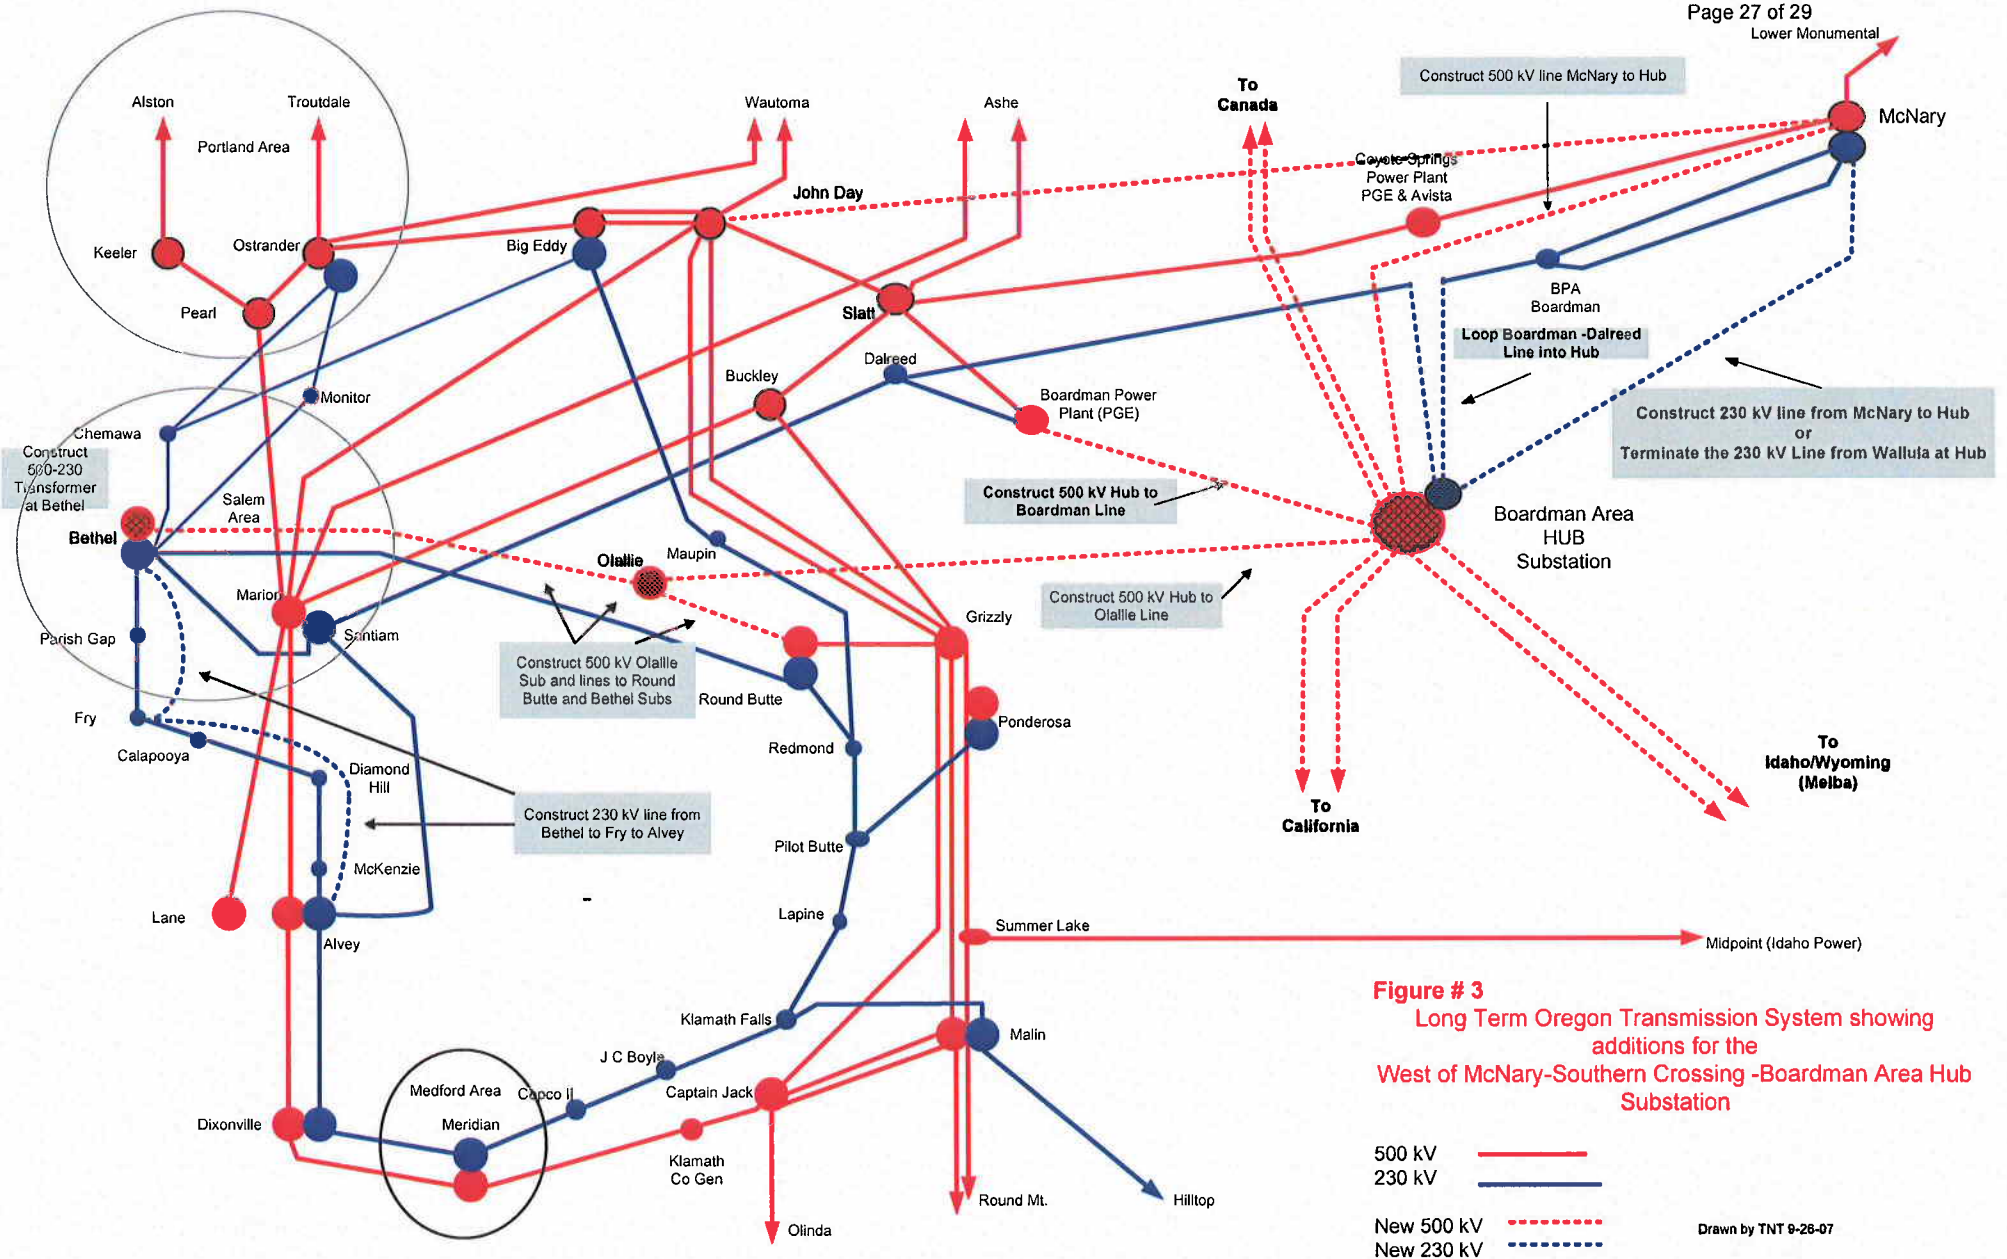 Page 27 of 29
Lower Monumental
Construct 500 kV line McNary to Hub
To
Canada
Alston
Troutdale
Wautoma
Ashe
McNary
Portland Area
Coyote Springs
Power Plant
PGE & Avista
John Day
Keeler
Ostrander
Big Eddy
Pearl
Slatt
BPA
Boardman
Loop Boardman -Dalreed
Line into Hub
Dalreed
Buckley
Boardman Power
Plant (PGE)
Monitor
Construct 230 kV line from McNary to Hub
or
Terminate the 230 kV Line from Wallula at Hub
Chemawa
Construct
500-230
Transformer
at Bethel
Salem
Area
Construct 500 kV Hub to
Boardman Line
Boardman Area
HUB
Substation
Bethel
Maupin
Olallie
Marion
Construct 500 kV Hub to
Olallie Line
Grizzly
Parish Gap
Santiam
Construct 500 kV Olallie
Sub and lines to Round
Butte and Bethel Subs
Round Butte
Fry
Ponderosa
Calapooya
Redmond
Diamond
Hill
To
Idaho/Wyoming
(Melba)
To
California
Construct 230 kV line from
Bethel to Fry to Alvey
Pilot Butte
McKenzie
Lane
Lapine
Alvey
Summer Lake
Midpoint (Idaho Power)
Figure # 3
Long Term Oregon Transmission System showing
additions for the
West of McNary-Southern Crossing -Boardman Area Hub
Substation
Klamath Falls
Malin
J C Boyle
Medford Area
Copco II
Captain Jack
Dixonville
Meridian
Klamath
Co Gen
500 kV
230 kV
Round Mt.
Hilltop
Olinda
New 500 kV
New 230 kV
Drawn by TNT 9-26-07